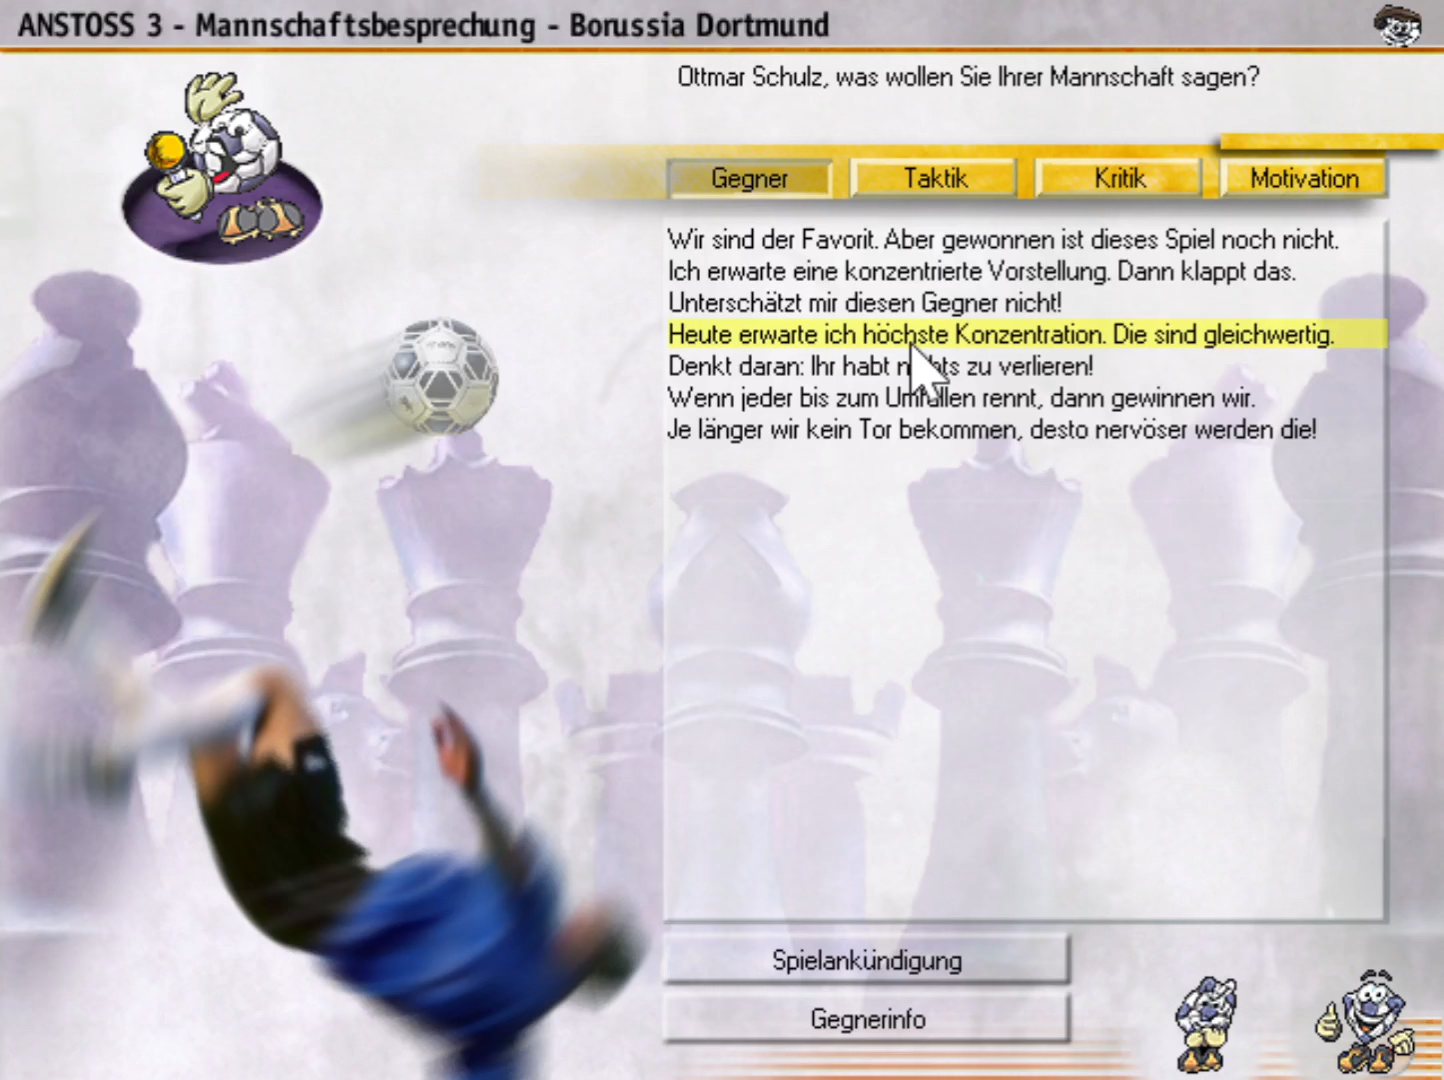 ANSTOSS 3 - Mannschaftsbesprechung - Borussia Dortmund
Ottmar Schulz, was wollen Sie Ihrer Mannschaft sagen?
Gegner Taktik Kritik Motivation
Wir sind der Favorit. Aber gewonnen ist dieses Spiel noch nicht.
Ich erwarte eine konzentrierte Vorstellung. Dann klappt das.
Unterschätzt mir diesen Gegner nicht!
Heute erwarte ich höchste Konzentration. Die sind gleichwertig.
Denkt daran: Ihr habt nichts zu verlieren!
Wenn jeder bis zum Umfallen rennt, dann gewinnen wir.
Je länger wir kein Tor bekommen, desto nervöser werden die!
Spielankündigung
Gegnerinfo